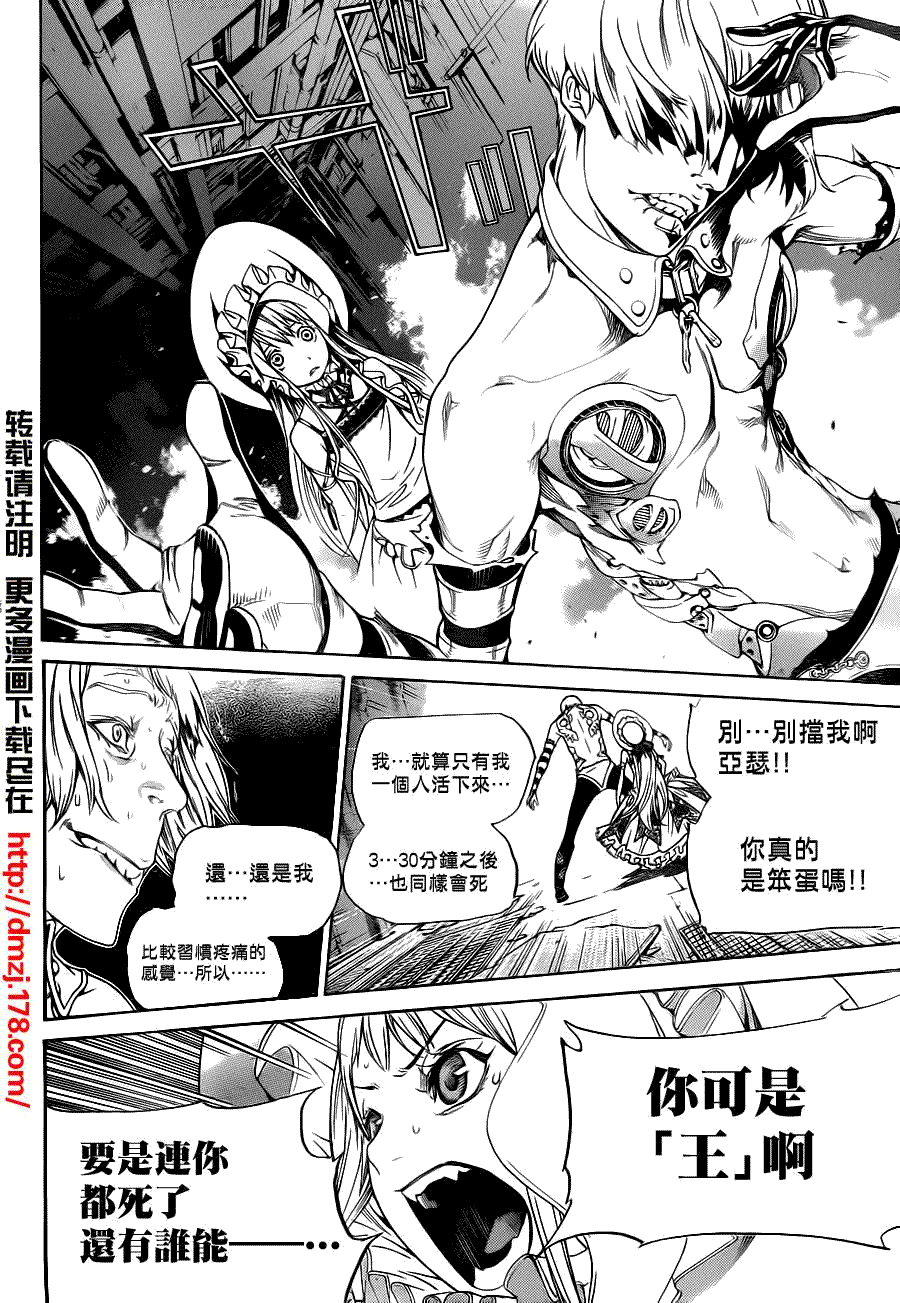 别…別擋我啊
亞瑟!!
你真的
是笨蛋嗎!!
我…就算只有我
一個人活下來…
3…30分鐘之後
…也同樣會死
還…還是我
……
比較習慣疼痛的
感覺…所以……
你可是
「王」啊
要是連你
都死了
還有誰能——…
转载请注明 更多漫画下载尽在 http://dmzj.178.com/